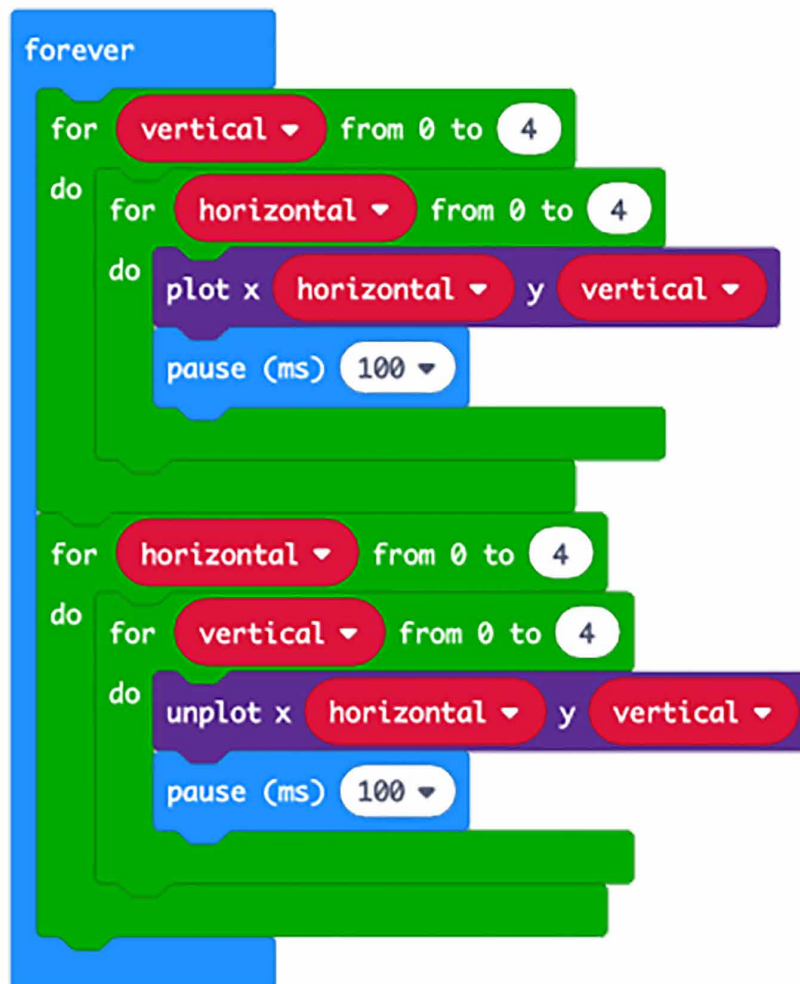 forever
for vertical from 0 to 4
do
for horizontal from 0 to 4
do
plot x horizontal y vertical
pause (ms) 100
for horizontal from 0 to 4
do
for vertical from 0 to 4
do
unplot x horizontal y vertical
pause (ms) 100